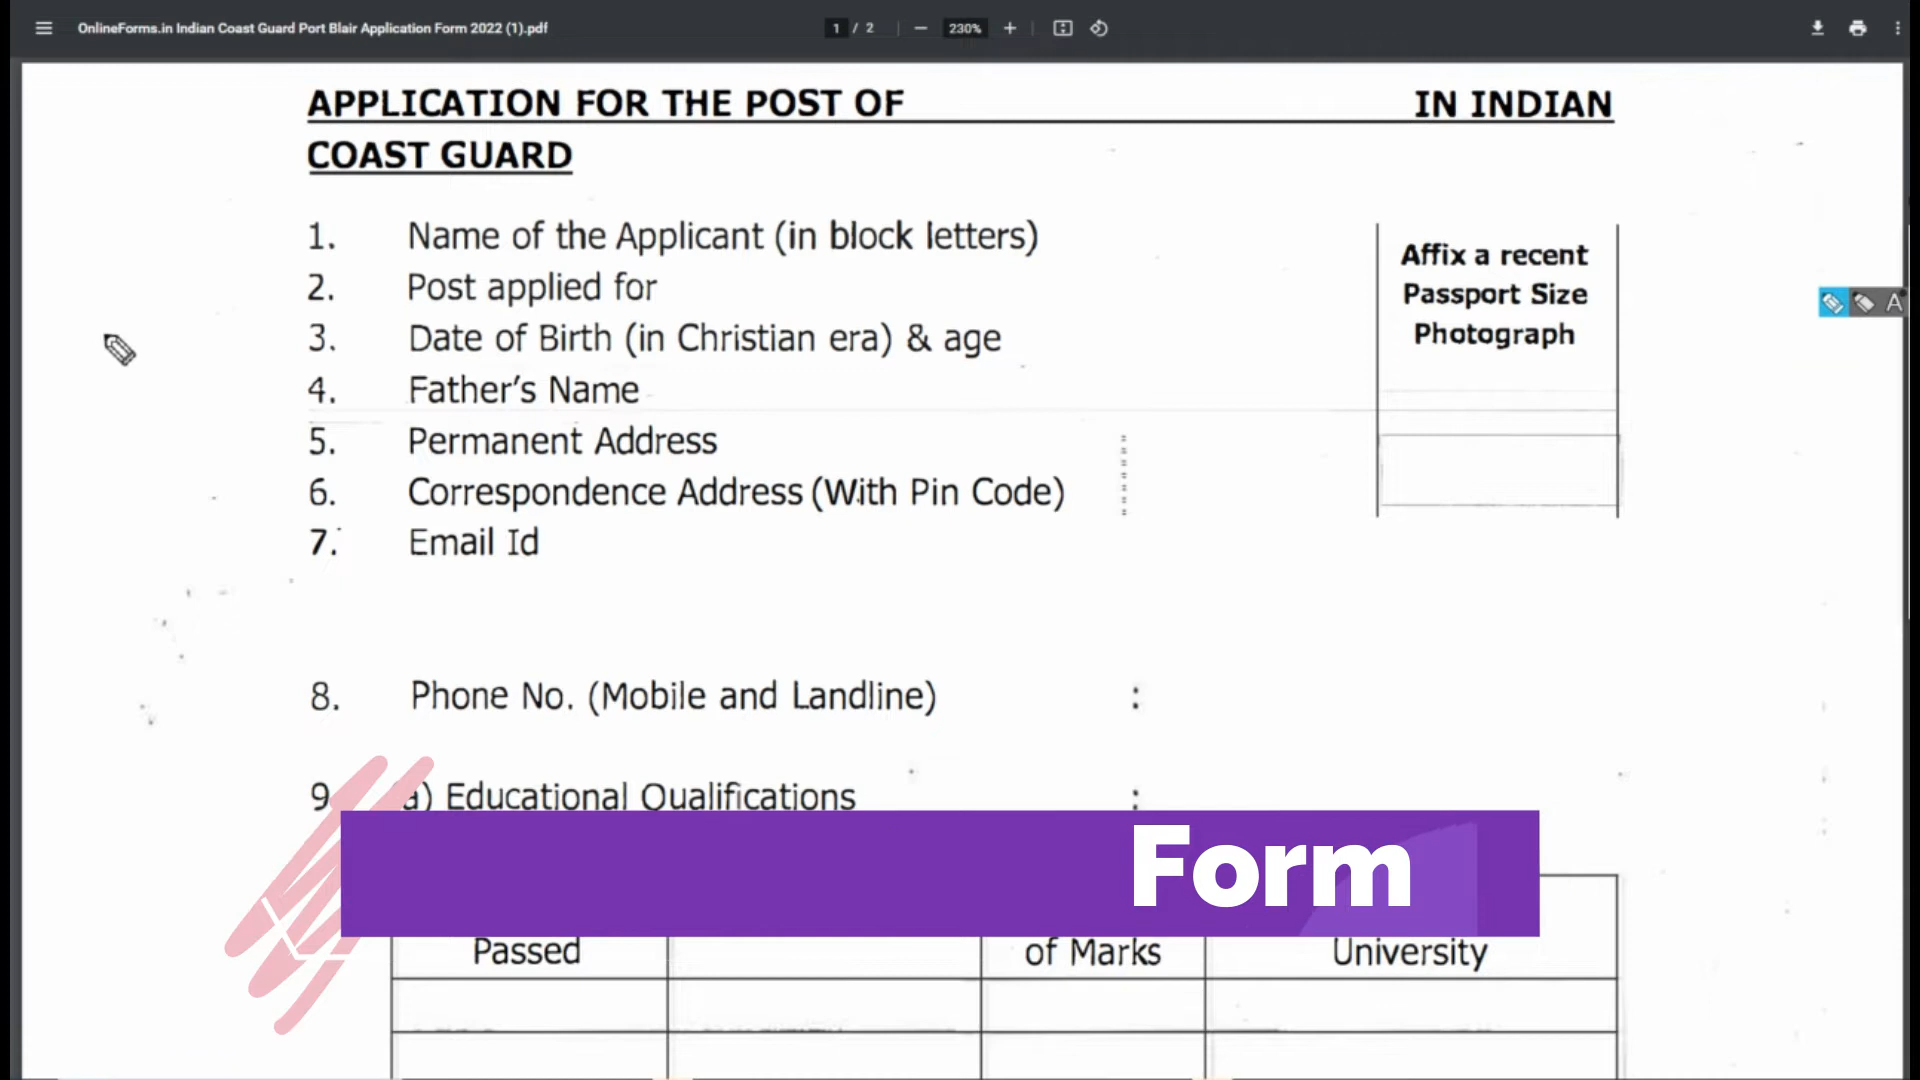 OnlineForms.in Indian Coast Guard Port Blair Application Form 2022 (1).pdf
1 / 2
230%
APPLICATION FOR THE POST OF IN INDIAN
COAST GUARD
1. Name of the Applicant (in block letters)
2. Post applied for
3. Date of Birth (in Christian era) & age
4. Father's Name
5. Permanent Address
6. Correspondence Address (With Pin Code)
7. Email Id
Affix a recent
Passport Size
Photograph
A
8. Phone No. (Mobile and Landline) :
9. (a) Educational Qualifications :
Form
Passed of Marks University